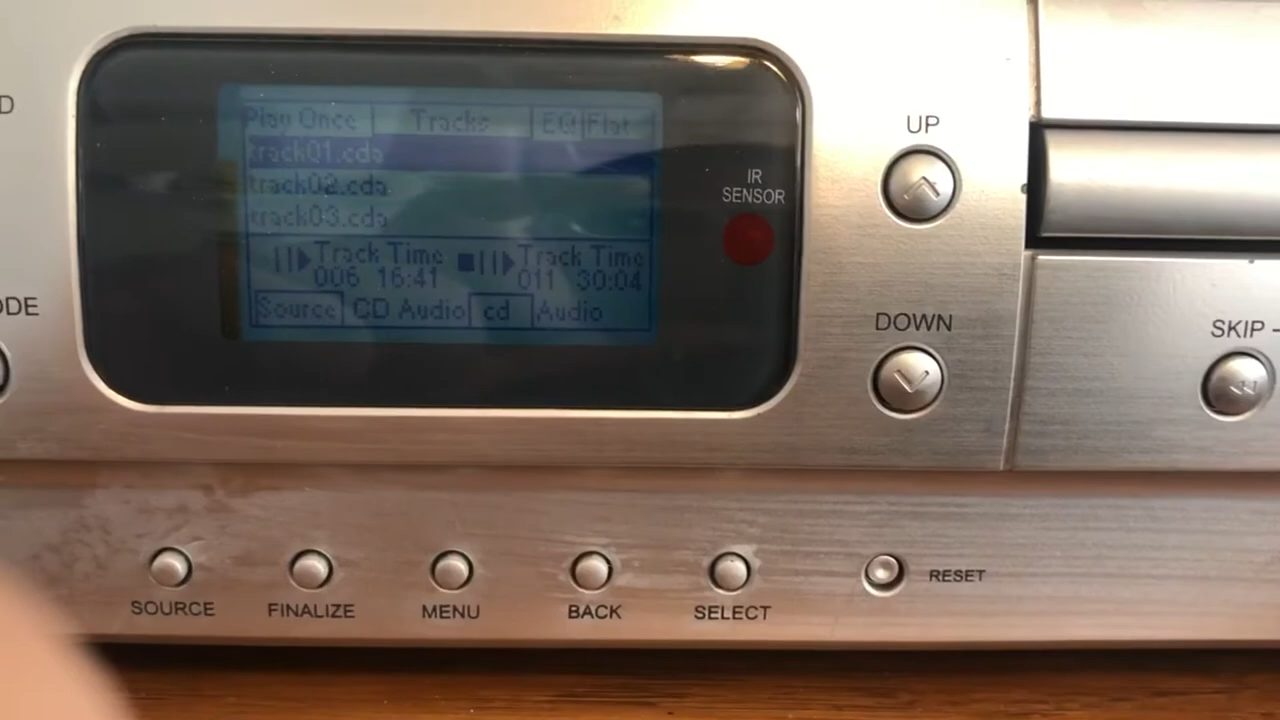 D
ODE
Play Once Tracks EQ Flat
track01.cda
track02.cda
track03.cda
Track Time Track Time
006 16:41 011 30:04
Source CD Audio cd Audio
IR
SENSOR
UP
DOWN
SKIP -
SOURCE FINALIZE MENU BACK SELECT RESET